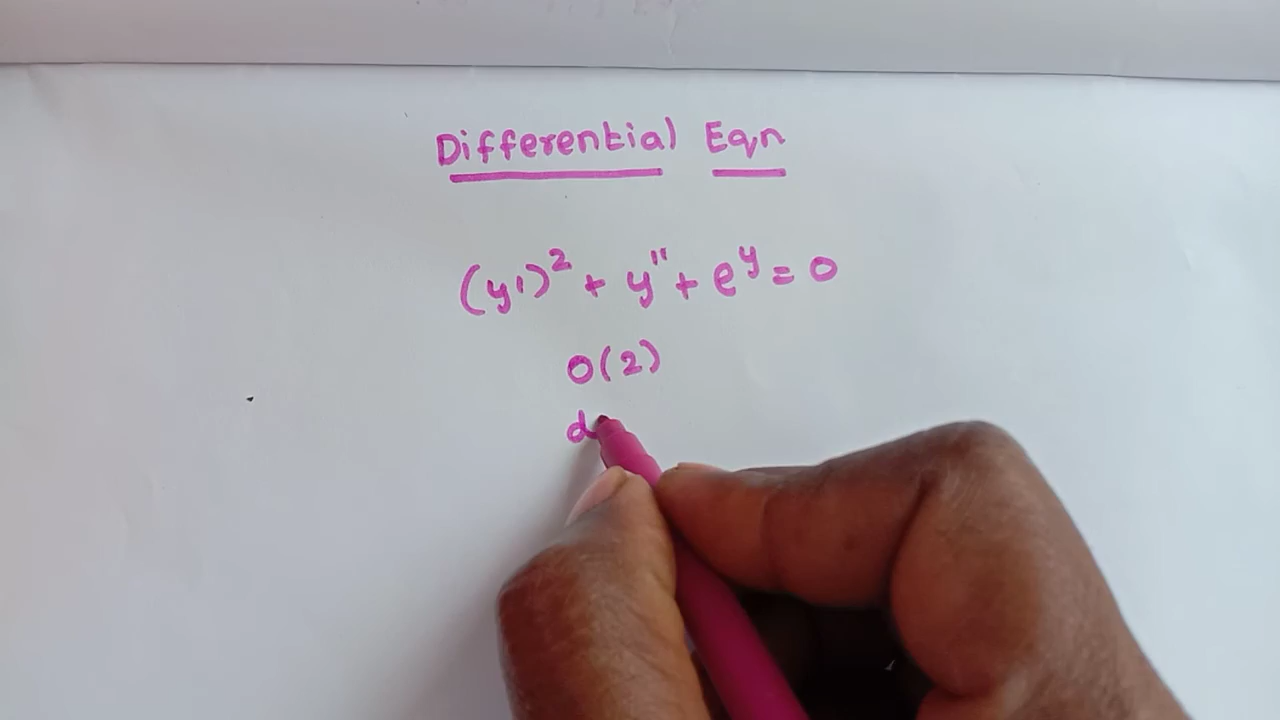 Differential Eqn
(y')² + y'' + e^y = 0
O(2)
d